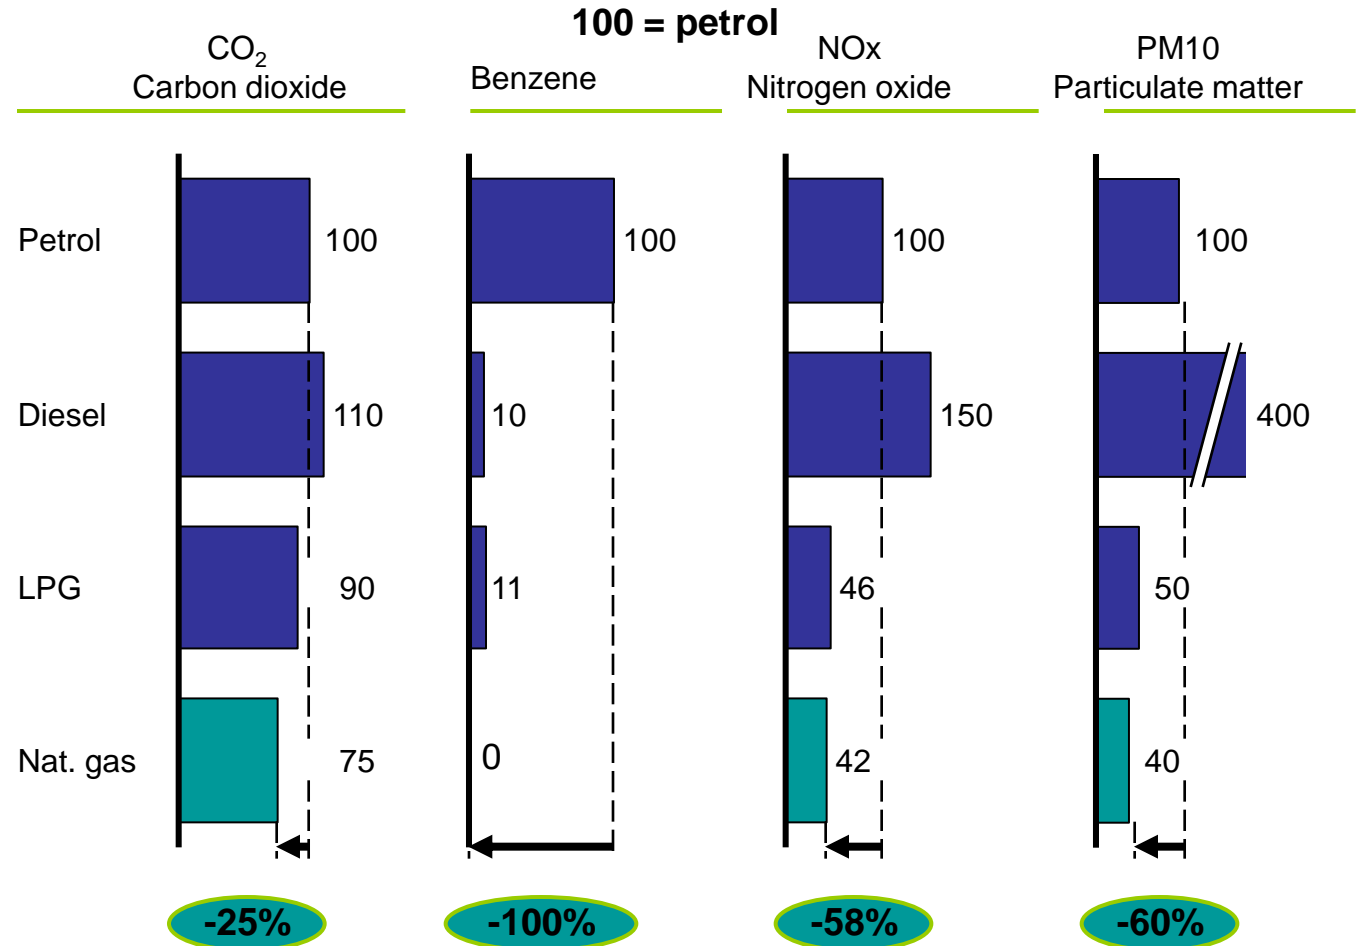 100 = petrol
CO₂
Carbon dioxide
Benzene
NOx
Nitrogen oxide
PM10
Particulate matter
Petrol 100 100 100 100
Diesel 110 10 150 400
LPG 90 11 46 50
Nat. gas 75 0 42 40
-25% -100% -58% -60%